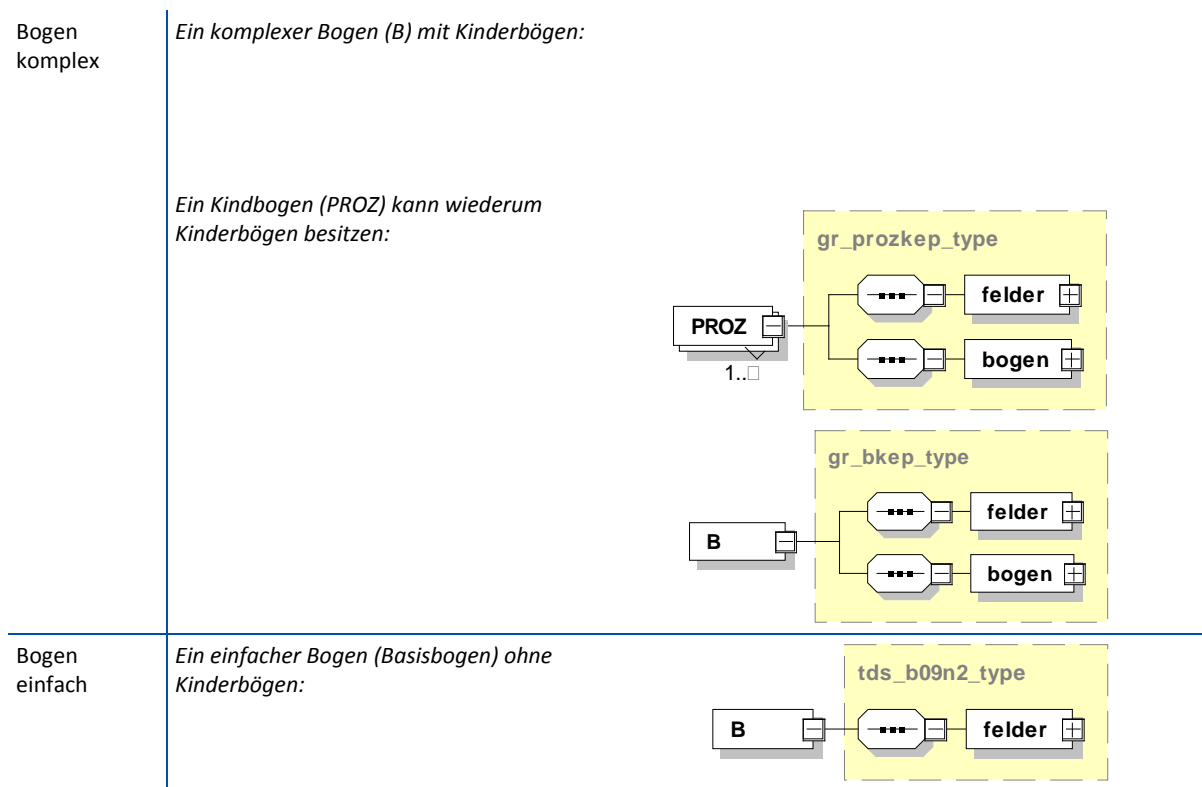 Bogen
komplex
Ein komplexer Bogen (B) mit Kinderbögen:
Ein Kindbogen (PROZ) kann wiederum
Kinderbögen besitzen:
gr_prozkep_type
felder
PROZ
bogen
1..□
gr_bkep_type
felder
B
bogen
Bogen
einfach
Ein einfacher Bogen (Basisbogen) ohne
Kinderbögen:
tds_b09n2_type
B
felder